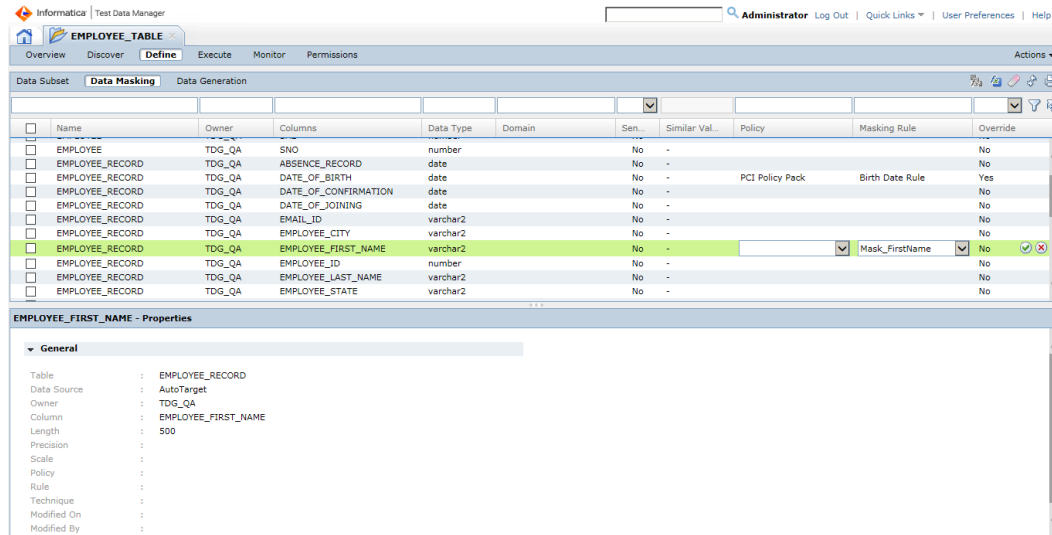 Informatica Test Data Manager
Administrator Log Out | Quick Links | User Preferences | Help
EMPLOYEE_TABLE
Overview Discover Define Execute Monitor Permissions Actions
Data Subset Data Masking Data Generation
Name Owner Columns Data Type Domain Sen... Similar Val... Policy Masking Rule Override
EMPLOYEE TDG_QA SNO number No - No
EMPLOYEE_RECORD TDG_QA ABSENCE_RECORD date No - No
EMPLOYEE_RECORD TDG_QA DATE_OF_BIRTH date No - PCI Policy Pack Birth Date Rule Yes
EMPLOYEE_RECORD TDG_QA DATE_OF_CONFIRMATION date No - No
EMPLOYEE_RECORD TDG_QA DATE_OF_JOINING date No - No
EMPLOYEE_RECORD TDG_QA EMAIL_ID varchar2 No - No
EMPLOYEE_RECORD TDG_QA EMPLOYEE_CITY varchar2 No - No
EMPLOYEE_RECORD TDG_QA EMPLOYEE_FIRST_NAME varchar2 No - Mask_FirstName No
EMPLOYEE_RECORD TDG_QA EMPLOYEE_ID number No - No
EMPLOYEE_RECORD TDG_QA EMPLOYEE_LAST_NAME varchar2 No - No
EMPLOYEE_RECORD TDG_QA EMPLOYEE_STATE varchar2 No - No
EMPLOYEE_FIRST_NAME - Properties
General
Table : EMPLOYEE_RECORD
Data Source : AutoTarget
Owner : TDG_QA
Column : EMPLOYEE_FIRST_NAME
Length : 500
Precision :
Scale :
Policy :
Rule :
Technique :
Modified On :
Modified By :